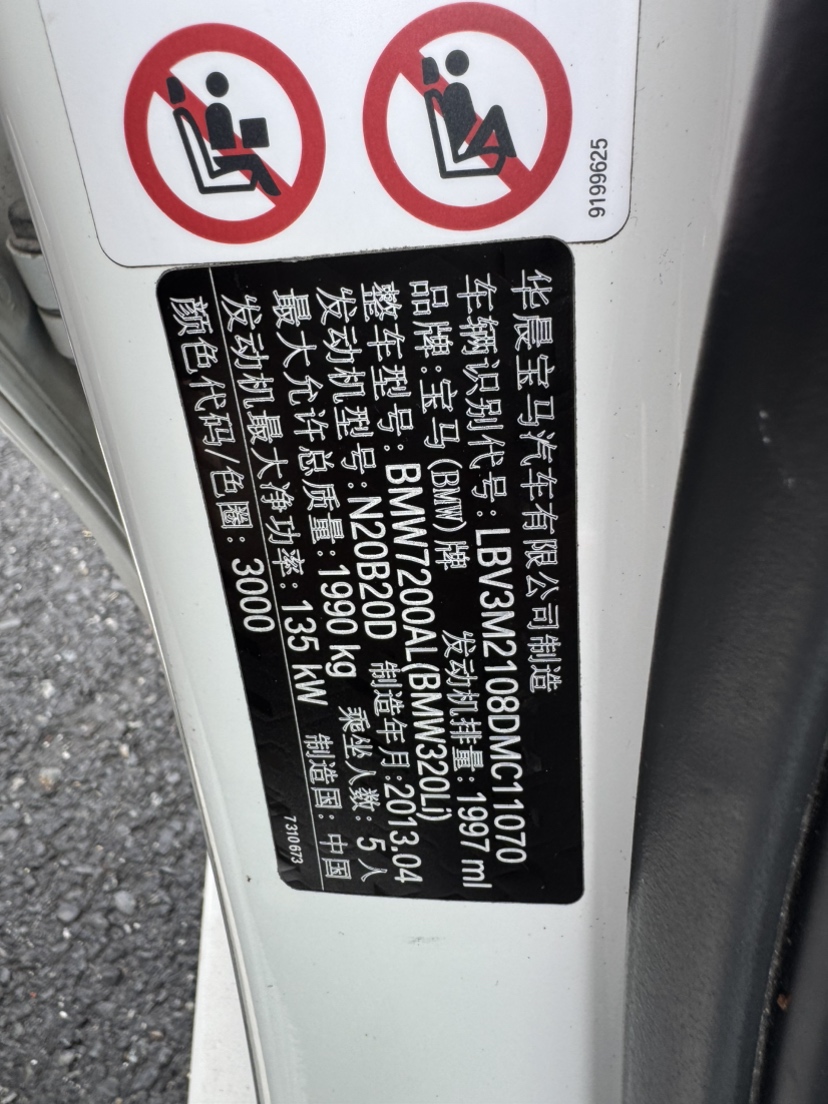 9199625
华晨宝马汽车有限公司制造
车辆识别代号:LBV3M2108DMC11070
品牌:宝马(BMW)牌 发动机排量:1997 ml
整车型号:BMW7200AL(BMW320Li)
发动机型号:N20B20D 制造年月:2013.04
最大允许总质量:1990 kg 乘坐人数:5人
发动机最大净功率:135 kW 制造国:中国
颜色代码/色圈:3000
7310673